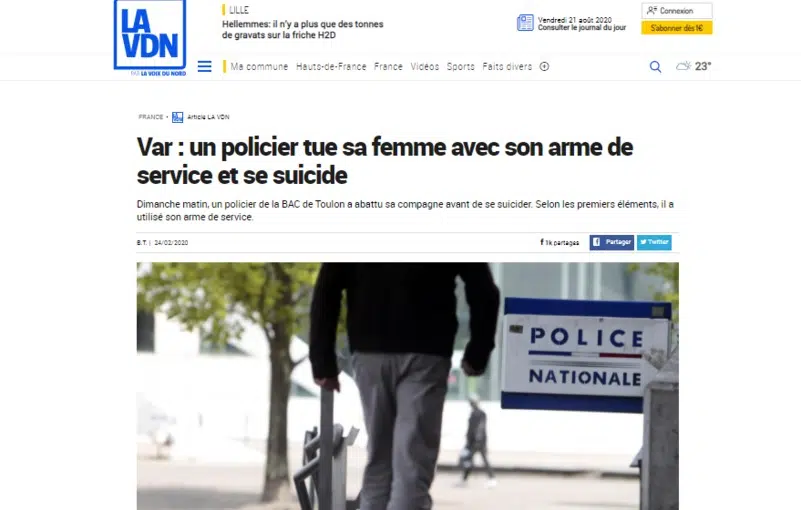 LA
VDN
PAR LA VOIX DU NORD
LILLE
Hellemmes: il n'y a plus que des tonnes
de gravats sur la friche H2D
Vendredi 21 août 2020
Consulter le journal du jour
Connexion
S'abonner dès 1€
Ma commune Hauts-de-France France Vidéos Sports Faits divers
23°
FRANCE • LA VDN Article LA VDN
Var : un policier tue sa femme avec son arme de
service et se suicide
Dimanche matin, un policier de la BAC de Toulon a abattu sa compagne avant de se suicider. Selon les premiers éléments, il a
utilisé son arme de service.
B.T. | 24/02/2020
1k partages
Partager
Twitter
POLICE
NATIONALE